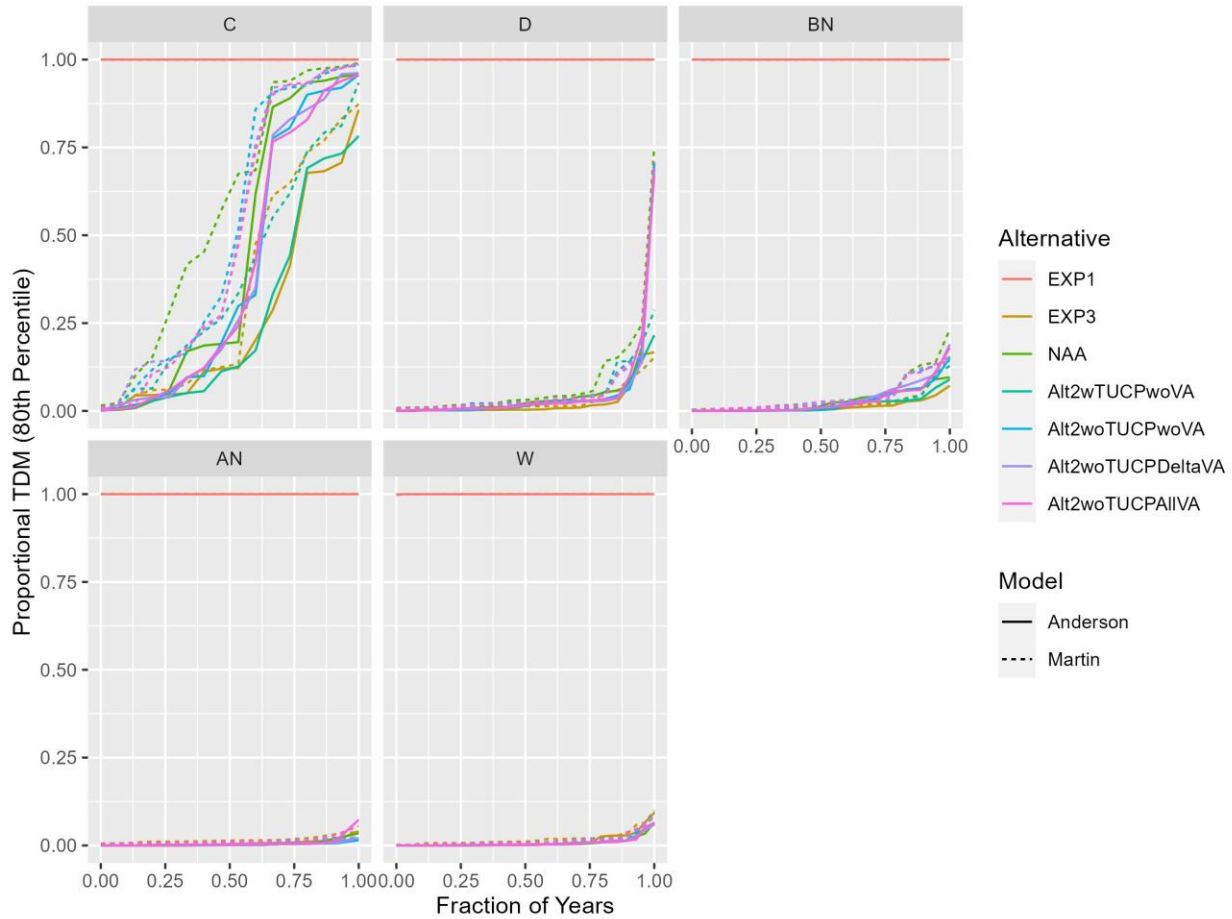 C D BN
Proportional TDM (80th Percentile)
1.00
0.75
0.50
0.25
0.00
0.00 0.25 0.50 0.75 1.00
AN W
1.00
0.75
0.50
0.25
0.00
0.00 0.25 0.50 0.75 1.00 0.00 0.25 0.50 0.75 1.00
Fraction of Years
Alternative
EXP1
EXP3
NAA
Alt2wTUCPwoVA
Alt2woTUCPwoVA
Alt2woTUCPDeltaVA
Alt2woTUCPAllVA
Model
Anderson
Martin